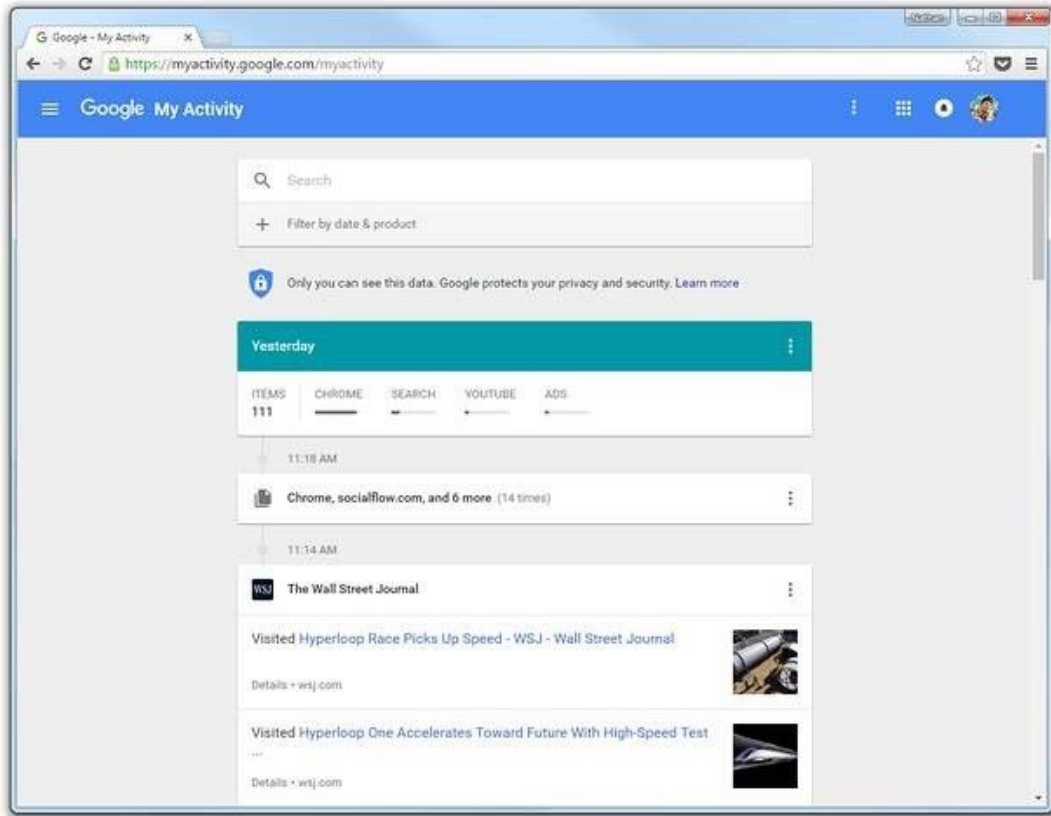 Google - My Activity
https://myactivity.google.com/myactivity
Google My Activity
Search
Filter by date & product
Only you can see this data. Google protects your privacy and security. Learn more
Yesterday
ITEMS CHROME SEARCH YOUTUBE ADS
111
11:18 AM
Chrome, socialflow.com, and 6 more (14 times)
11:14 AM
WSJ The Wall Street Journal
Visited Hyperloop Race Picks Up Speed - WSJ - Wall Street Journal
Details • wsj.com
Visited Hyperloop One Accelerates Toward Future With High-Speed Test
...
Details • wsj.com